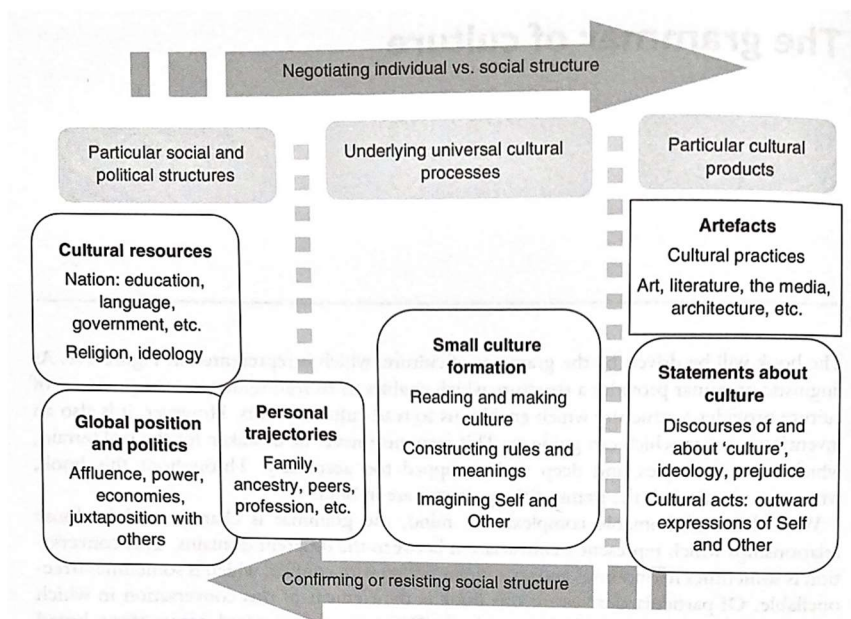 The grammar of culture
Negotiating individual vs. social structure
Particular social and
political structures
Underlying universal cultural
processes
Particular cultural
products
Cultural resources
Nation: education,
language,
government, etc.
Religion, ideology
Global position
and politics
Affluence, power,
economies,
juxtaposition with
others
Personal
trajectories
Family,
ancestry, peers,
profession, etc.
Small culture
formation
Reading and making
culture
Constructing rules and
meanings
Imagining Self and
Other
Artefacts
Cultural practices
Art, literature, the media,
architecture, etc.
Statements about
culture
Discourses of and
about ‘culture’,
ideology, prejudice
Cultural acts: outward
expressions of Self
and Other
Confirming or resisting social structure